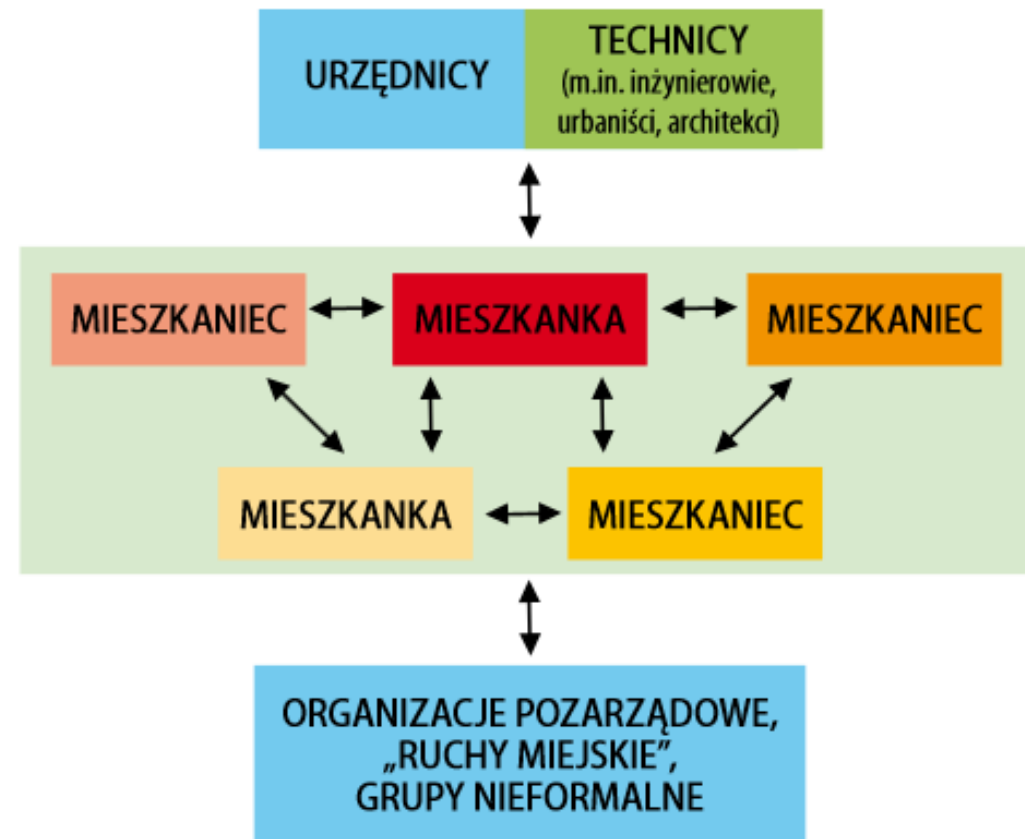 URZĘDNICY
TECHNICY
(m.in. inżynierowie,
urbaniści, architekci)
MIESZKANIEC
MIESZKANKA
MIESZKANIEC
MIESZKANKA
MIESZKANIEC
ORGANIZACJE POZARZĄDOWE,
„RUCHY MIEJSKIE”,
GRUPY NIEFORMALNE